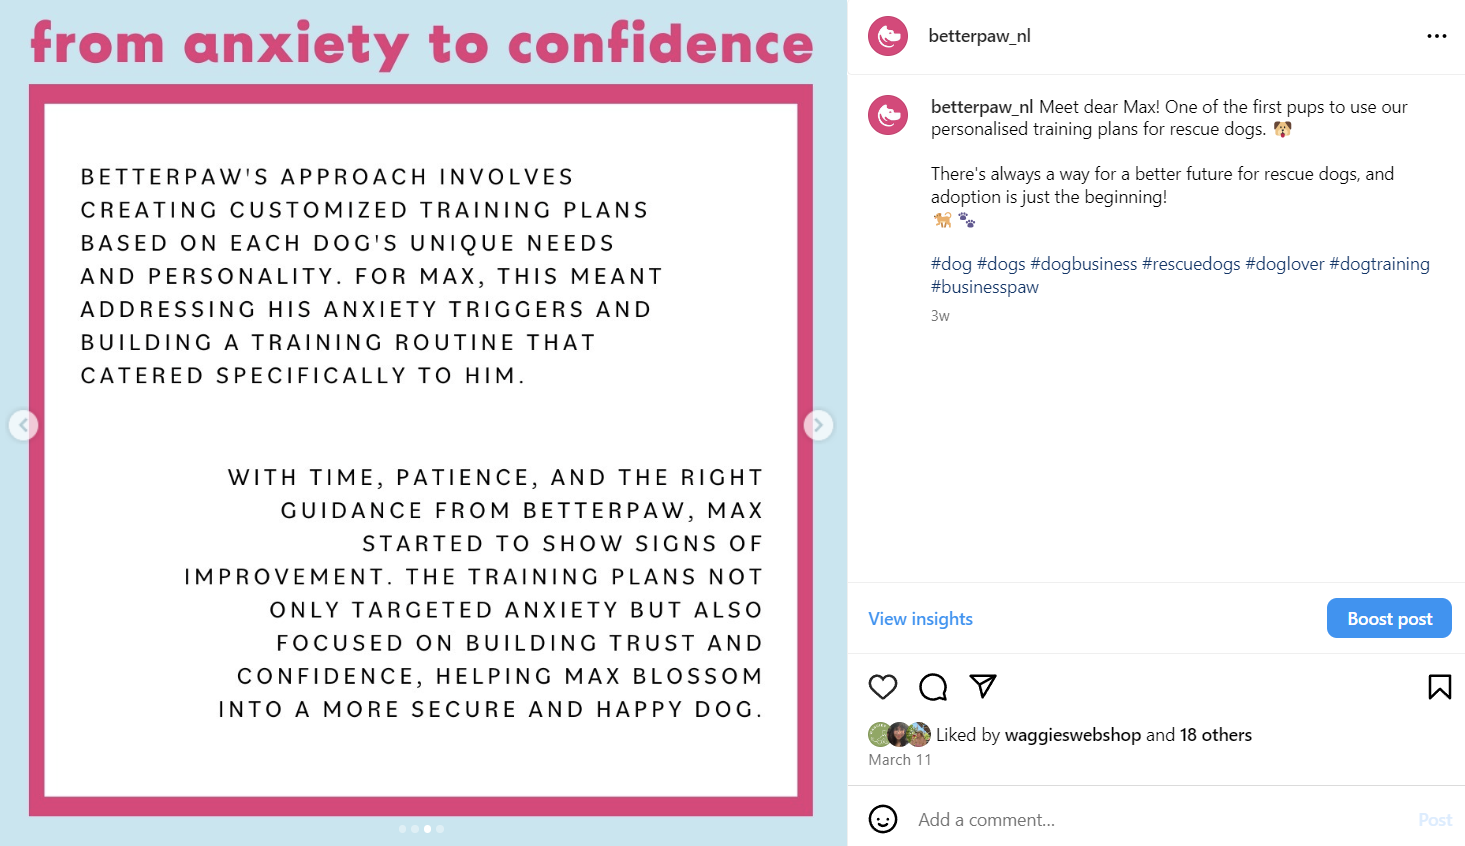 from anxiety to confidence
BETTERPAW'S APPROACH INVOLVES
CREATING CUSTOMIZED TRAINING PLANS
BASED ON EACH DOG'S UNIQUE NEEDS
AND PERSONALITY. FOR MAX, THIS MEANT
ADDRESSING HIS ANXIETY TRIGGERS AND
BUILDING A TRAINING ROUTINE THAT
CATERED SPECIFICALLY TO HIM.
WITH TIME, PATIENCE, AND THE RIGHT
GUIDANCE FROM BETTERPAW, MAX
STARTED TO SHOW SIGNS OF
IMPROVEMENT. THE TRAINING PLANS NOT
ONLY TARGETED ANXIETY BUT ALSO
FOCUSED ON BUILDING TRUST AND
CONFIDENCE, HELPING MAX BLOSSOM
INTO A MORE SECURE AND HAPPY DOG.
betterpaw_nl
betterpaw_nl Meet dear Max! One of the first pups to use our
personalised training plans for rescue dogs. 🐶
There's always a way for a better future for rescue dogs, and
adoption is just the beginning!
🐕 🐾
#dog #dogs #dogbusiness #rescuedogs #doglover #dogtraining
#businesspaw
3w
View insights
Boost post
Liked by waggieswebshop and 18 others
March 11
Add a comment...
Post